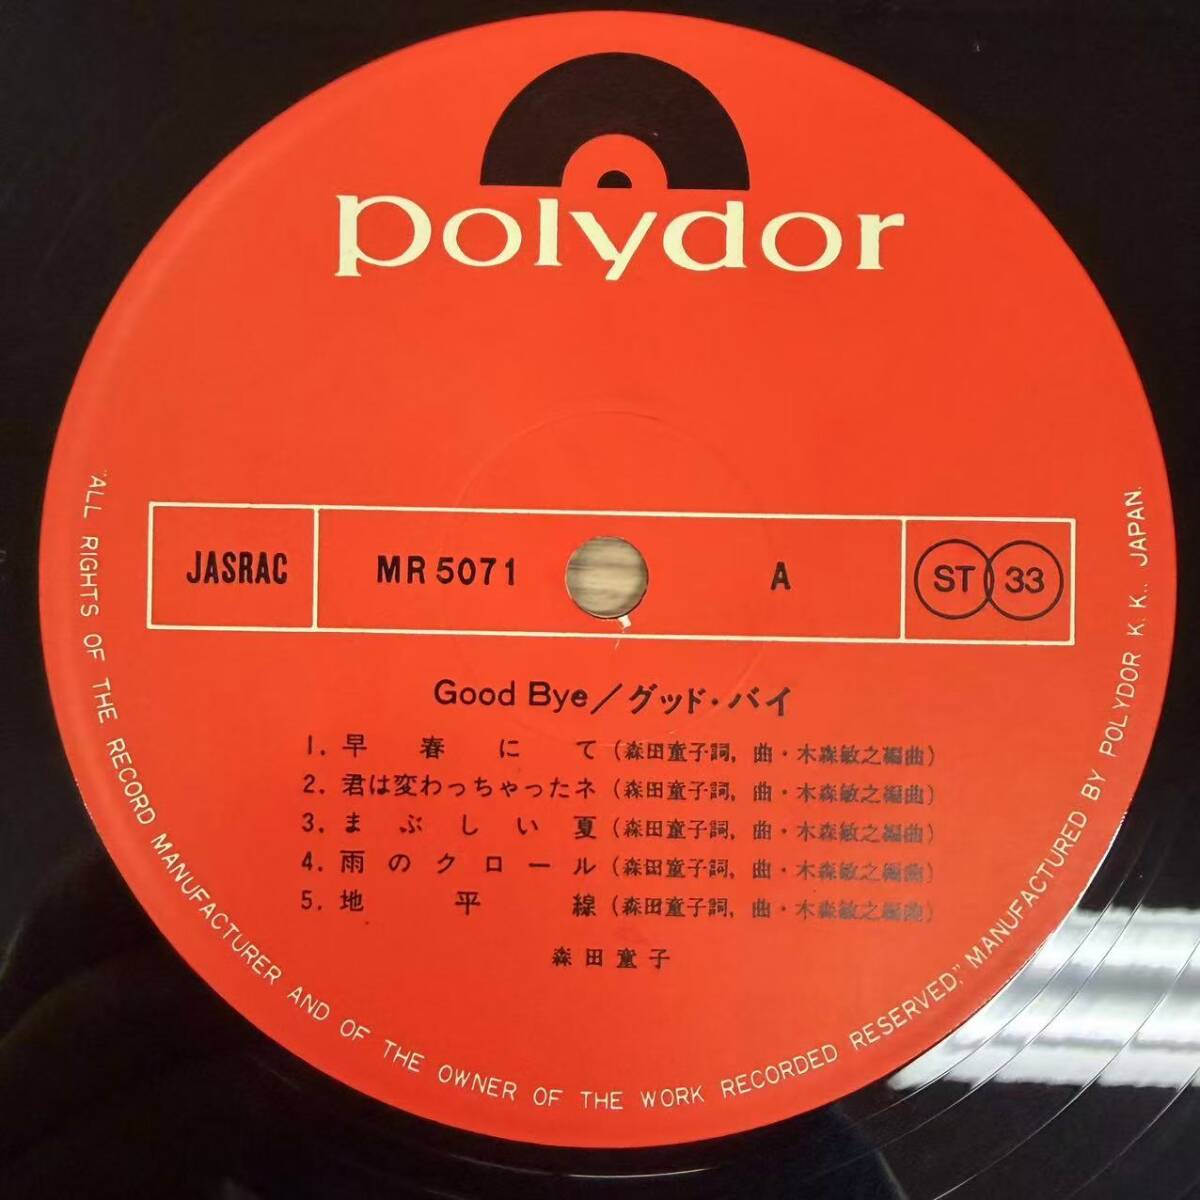 polydor
JASRAC MR 5071 A ST 33
Good Bye／グッド・バイ
1. 早春にて（森田童子詞, 曲・木森敏之編曲）
2. 君は変わっちゃったネ（森田童子詞, 曲・木森敏之編曲）
3. まぶしい夏（森田童子詞, 曲・木森敏之編曲）
4. 雨のクロール（森田童子詞, 曲・木森敏之編曲）
5. 地平線（森田童子詞, 曲・木森敏之編曲）
森田童子
"ALL RIGHTS OF THE RECORD MANUFACTURER AND OF THE OWNER OF THE WORK RECORDED RESERVED," MANUFACTURED BY POLYDOR K. K., JAPAN.